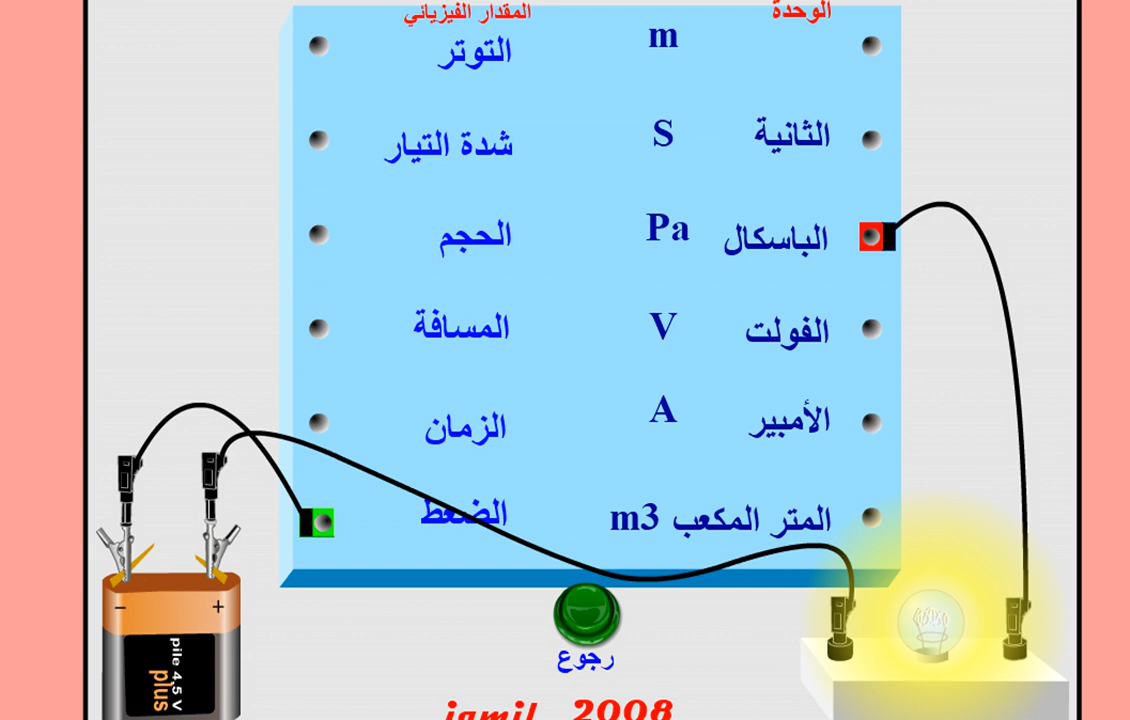 الوحدة المقدار الفيزيائي
m التوتر
الثانية S شدة التيار
الباسكال Pa الحجم
الفولت V المسافة
الأمبير A الزمان
المتر المكعب m3 الضغط
رجوع
- +
pile 4,5 V
plus
jamil 2008